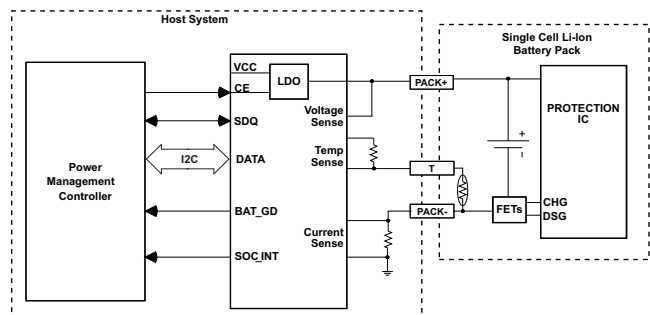 Host System
Single Cell Li-Ion
Battery Pack
Power
Management
Controller
I2C
VCC
CE
LDO
SDQ
DATA
BAT_GD
SOC_INT
Voltage
Sense
Temp
Sense
Current
Sense
PACK+
T
PACK-
+
FETs
CHG
DSG
PROTECTION
IC